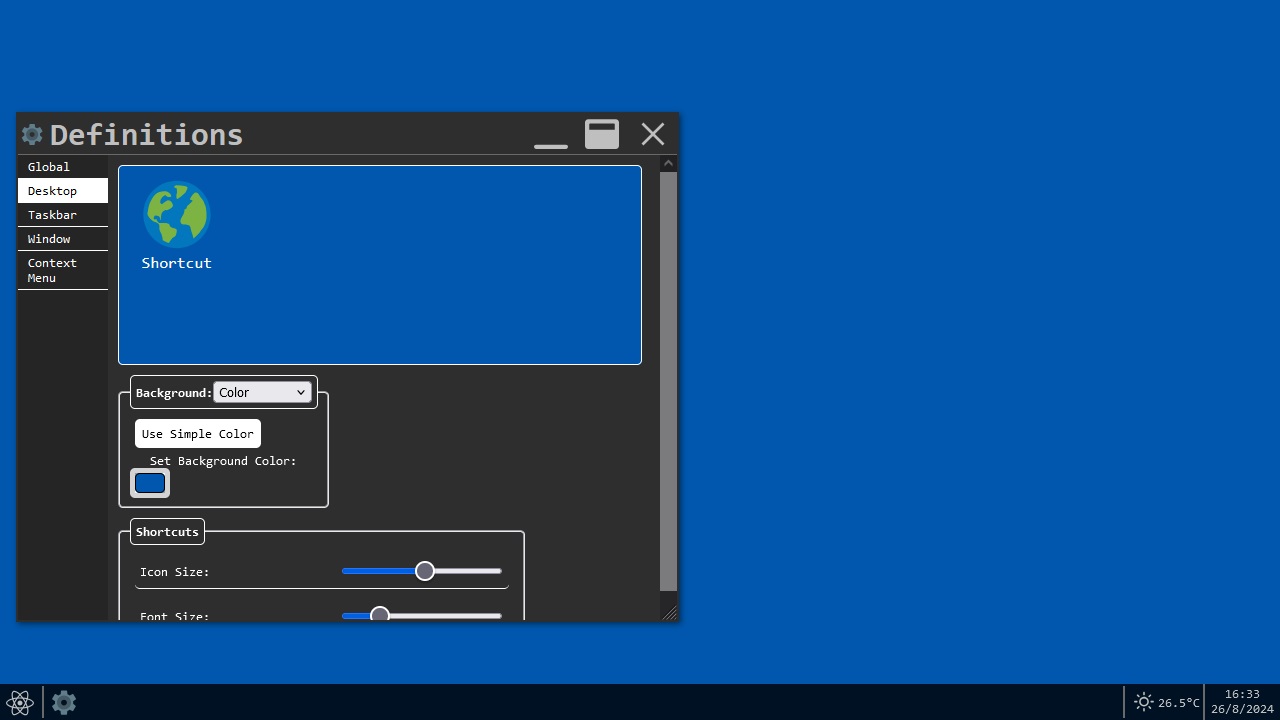 Definitions
Global
Desktop
Taskbar
Window
Context
Menu
Shortcut
Background:
Color
Use Simple Color
Set Background Color:
Shortcuts
Icon Size:
Font Size:
26.5°C
16:33
26/8/2024